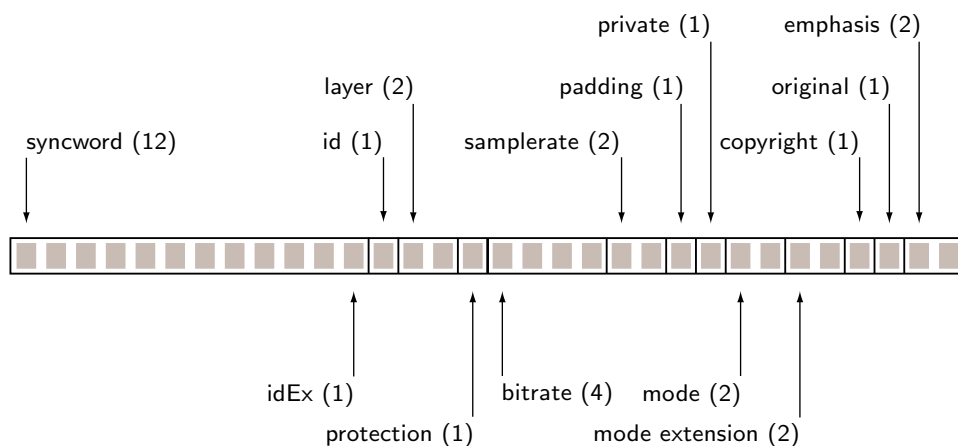 private (1) emphasis (2)
layer (2) padding (1) original (1)
syncword (12) id (1) samplerate (2) copyright (1)
idEx (1) bitrate (4) mode (2)
protection (1) mode extension (2)